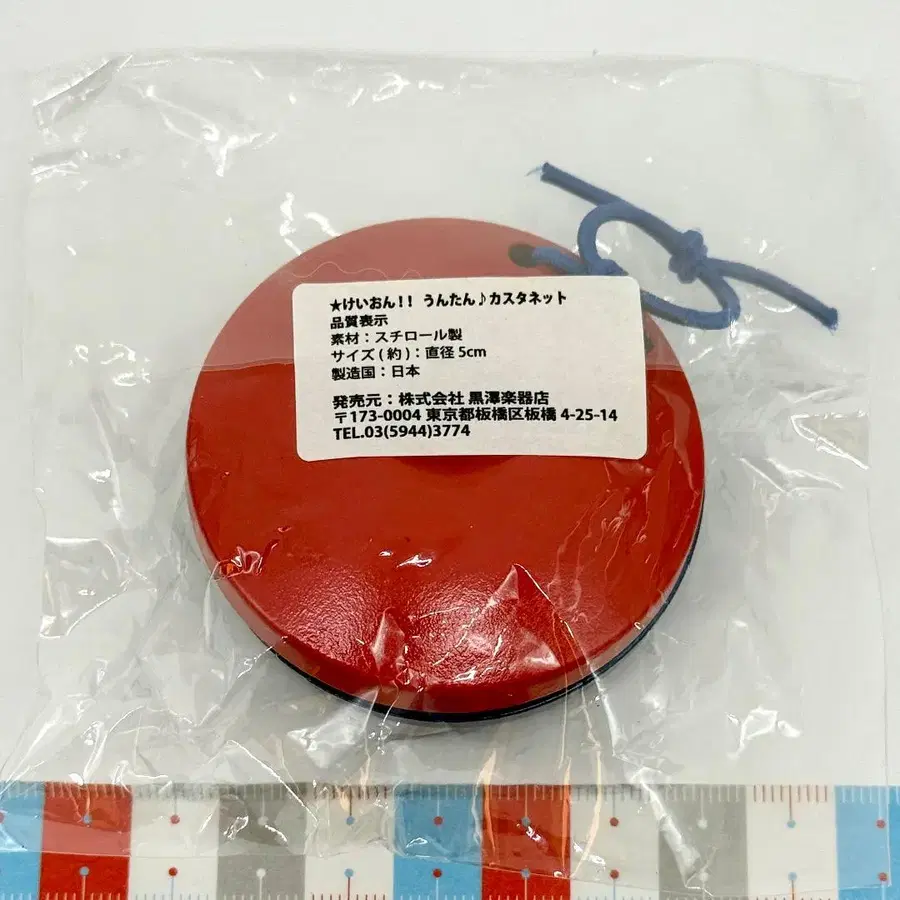 ★けいおん！！ うんたん♪カスタネット
品質表示
素材：スチロール製
サイズ(約)：直径5cm
製造国：日本
発売元：株式会社 黒澤楽器店
〒173-0004 東京都板橋区板橋 4-25-14
TEL.03(5944)3774